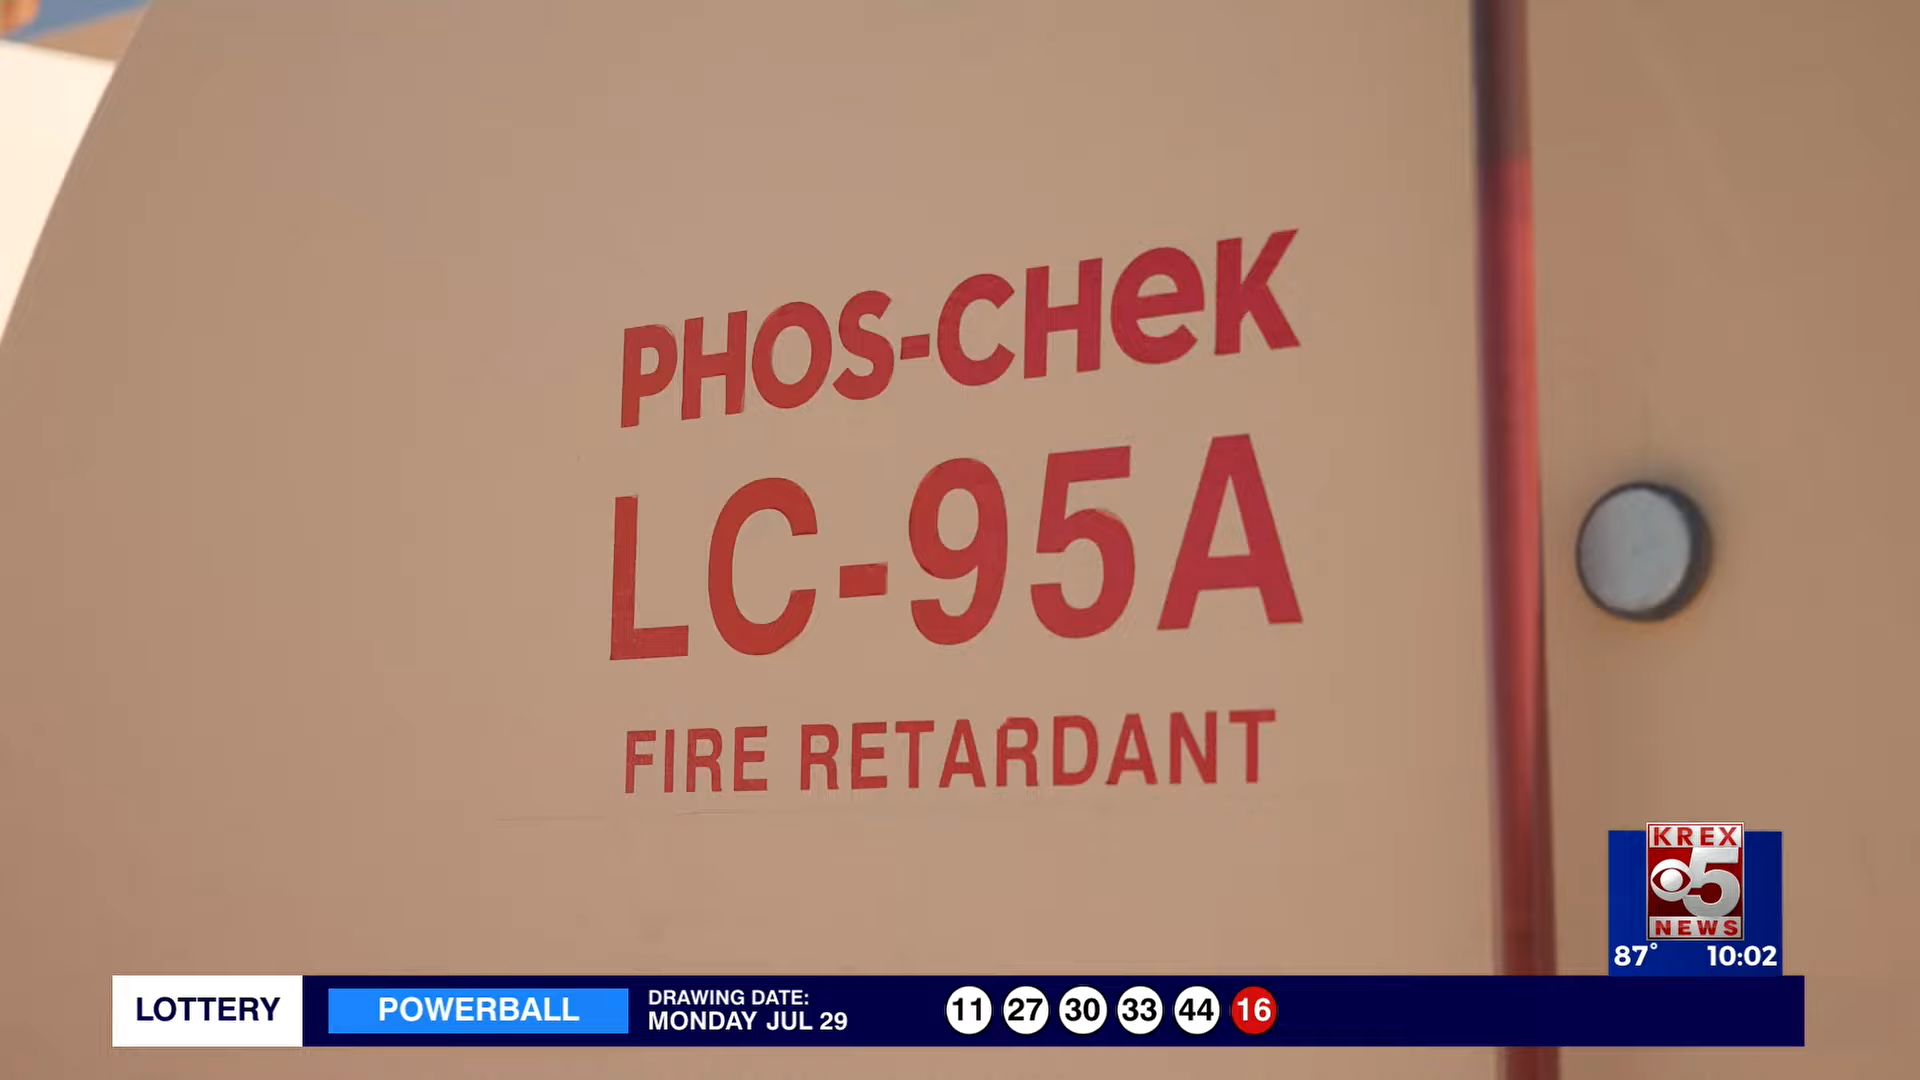 PHOS-CHeK
LC-95A
FIRE RETARDANT
KREX
5
NEWS
87° 10:02
LOTTERY
POWERBALL
DRAWING DATE:
MONDAY JUL 29
11 27 30 33 44 16